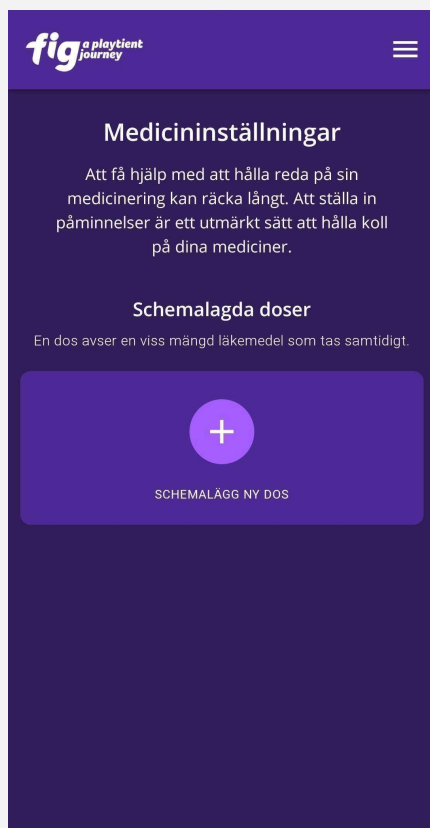 fig a playtient
journey
Medicininställningar
Att få hjälp med att hålla reda på sin
medicinering kan räcka långt. Att ställa in
påminnelser är ett utmärkt sätt att hålla koll
på dina mediciner.
Schemalagda doser
En dos avser en viss mängd läkemedel som tas samtidigt.
SCHEMALÄGG NY DOS